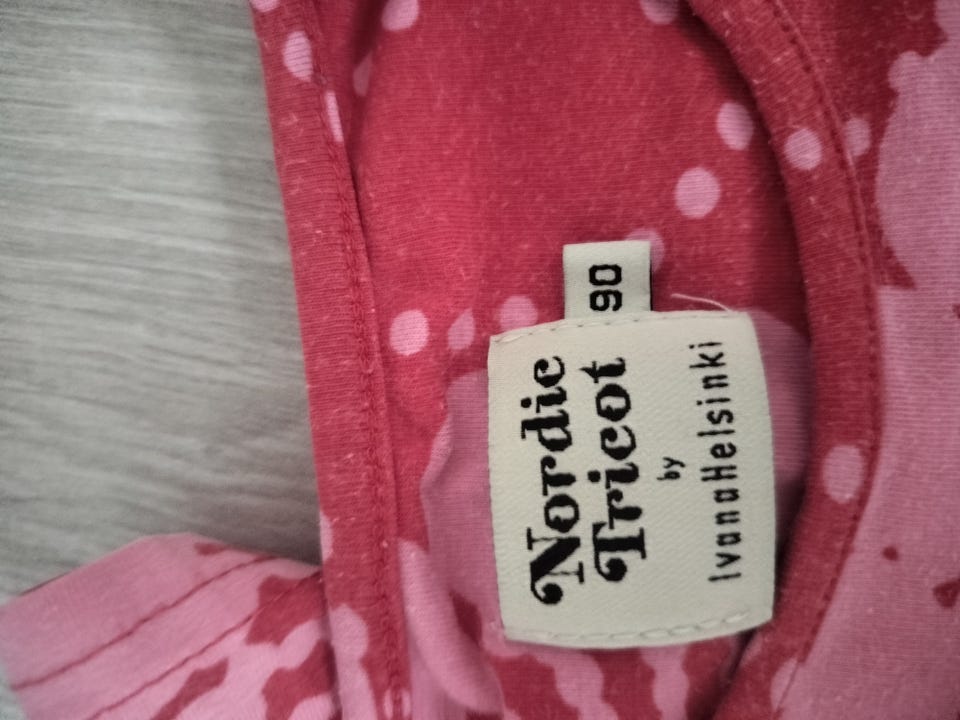 90
Nordic
Tricot
by
IvanaHelsinki